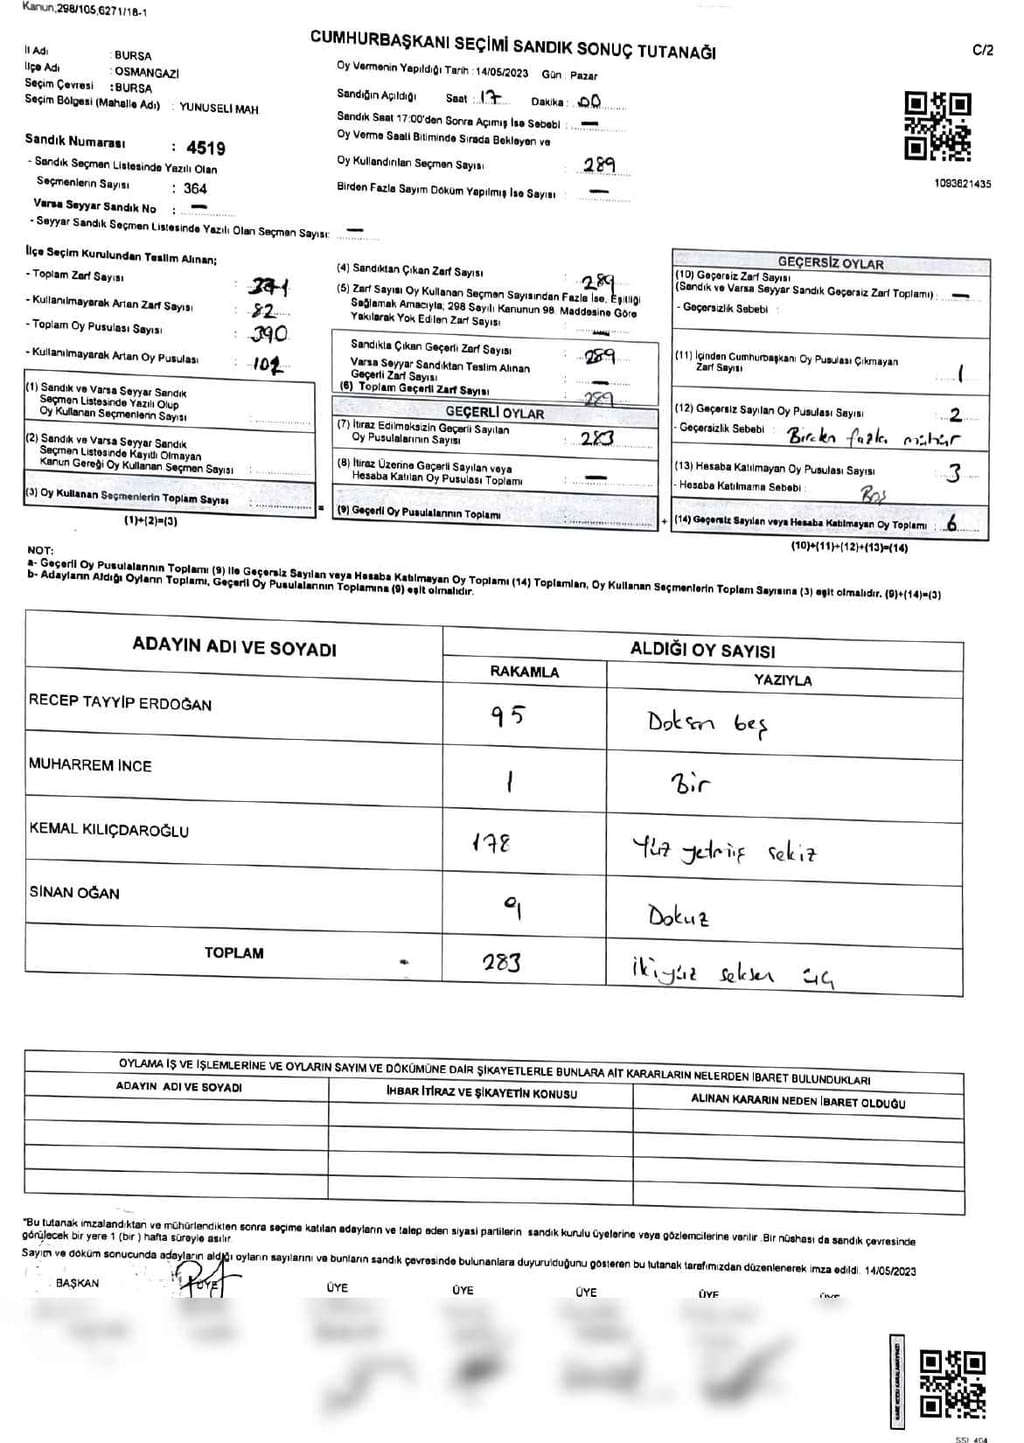 Kanun,298/105,6271/18-1
CUMHURBAŞKANI SEÇİMİ SANDIK SONUÇ TUTANAĞI
C/2
İl Adı : BURSA
İlçe Adı : OSMANGAZİ
Seçim Çevresi : BURSA
Seçim Bölgesi (Mahalle Adı) : YUNUSELİ MAH
Sandık Numarası : 4519
- Sandık Seçmen Listesinde Yazılı Olan
Seçmenlerin Sayısı : 364
Varsa Seyyar Sandık No : —
- Seyyar Sandık Seçmen Listesinde Yazılı Olan Seçmen Sayısı: —
Oy Vermenin Yapıldığı Tarih : 14/05/2023 Gün : Pazar
Sandığın Açıldığı Saat : 17 Dakika : 00
Sandık Saat 17:00'den Sonra Açmış İse Sebebi : —
Oy Verme Saati Bitiminde Sırada Bekleyen ve
Oy Kullandırılan Seçmen Sayısı : 289
Birden Fazla Sayım Döküm Yapılmış İse Sayısı : —
1093621435
İlçe Seçim Kurulundan Teslim Alınan;
- Toplam Zarf Sayısı : 371
- Kullanılmayarak Artan Zarf Sayısı : 82
- Toplam Oy Pusulası Sayısı : 390
- Kullanılmayarak Artan Oy Pusulası : 102
(1) Sandık ve Varsa Seyyar Sandık
Seçmen Listesinde Yazılı Olup
Oy Kullanan Seçmenlerin Sayısı :
(2) Sandık ve Varsa Seyyar Sandık
Seçmen Listesinde Kayıtlı Olmayan
Kanun Gereği Oy Kullanan Seçmen Sayısı :
(3) Oy Kullanan Seçmenlerin Toplam Sayısı :
(1)+(2)=(3)
(4) Sandıktan Çıkan Zarf Sayısı : 289
(5) Zarf Sayısı Oy Kullanan Seçmen Sayısından Fazla İse, Eşitliği
Sağlamak Amacıyla; 298 Sayılı Kanunun 98. Maddesine Göre
Yakılarak Yok Edilen Zarf Sayısı : —
Sandıkta Çıkan Geçerli Zarf Sayısı : 289
Varsa Seyyar Sandıktan Teslim Alınan
Geçerli Zarf Sayısı : —
(6) Toplam Geçerli Zarf Sayısı : 289
GEÇERLİ OYLAR
(7) İtiraz Edilmeksizin Geçerli Sayılan
Oy Pusulalarının Sayısı : 283
(8) İtiraz Üzerine Geçerli Sayılan veya
Hesaba Katılan Oy Pusulası Toplamı : —
= (9) Geçerli Oy Pusulalarının Toplamı :
GEÇERSİZ OYLAR
(10) Geçersiz Zarf Sayısı
(Sandık ve Varsa Seyyar Sandık Geçersiz Zarf Toplamı) : —
- Geçersizlik Sebebi :
(11) İçinden Cumhurbaşkanı Oy Pusulası Çıkmayan
Zarf Sayısı : 1
(12) Geçersiz Sayılan Oy Pusulası Sayısı : 2
- Geçersizlik Sebebi : Birden fazla mühür
(13) Hesaba Katılmayan Oy Pusulası Sayısı : 3
- Hesaba Katılmama Sebebi : Boş
+ (14) Geçersiz Sayılan veya Hesaba Katılmayan Oy Toplamı : 6
(10)+(11)+(12)+(13)=(14)
NOT:
a- Geçerli Oy Pusulalarının Toplamı (9) İle Geçersiz Sayılan veya Hesaba Katılmayan Oy Toplamı (14) Toplamları, Oy Kullanan Seçmenlerin Toplam Sayısına (3) eşit olmalıdır. (9)+(14)=(3)
b- Adayların Aldığı Oyların Toplamı, Geçerli Oy Pusulalarının Toplamına (9) eşit olmalıdır.
ADAYIN ADI VE SOYADI
ALDIĞI OY SAYISI
RAKAMLA
YAZIYLA
RECEP TAYYİP ERDOĞAN 95 Doksan beş
MUHARREM İNCE 1 Bir
KEMAL KILIÇDAROĞLU 178 Yüz yetmiş sekiz
SİNAN OĞAN 9 Dokuz
TOPLAM 283 ikiyüz seksen üç
OYLAMA İŞ VE İŞLEMLERİNE VE OYLARIN SAYIM VE DÖKÜMÜNE DAİR ŞİKAYETLERLE BUNLARA AİT KARARLARIN NELERDEN İBARET BULUNDUKLARI
ADAYIN ADI VE SOYADI
İHBAR İTİRAZ VE ŞİKAYETİN KONUSU
ALINAN KARARIN NEDEN İBARET OLDUĞU
"Bu tutanak imzalandıktan ve mühürlendikten sonra seçime katılan adayların ve talep eden siyasi partilerin sandık kurulu üyelerine veya gözlemcilerine verilir. Bir nüshası da sandık çevresinde
görülecek bir yere 1 (bir ) hafta süreyle asılır.
Sayım ve döküm sonucunda adayların aldığı oyların sayılarını ve bunların sandık çevresinde bulunanlara duyurulduğunu gösteren bu tutanak tarafımızdan düzenlenerek imza edildi. 14/05/2023
BAŞKAN ÜYE ÜYE ÜYE ÜYE ÜYE ÜYE